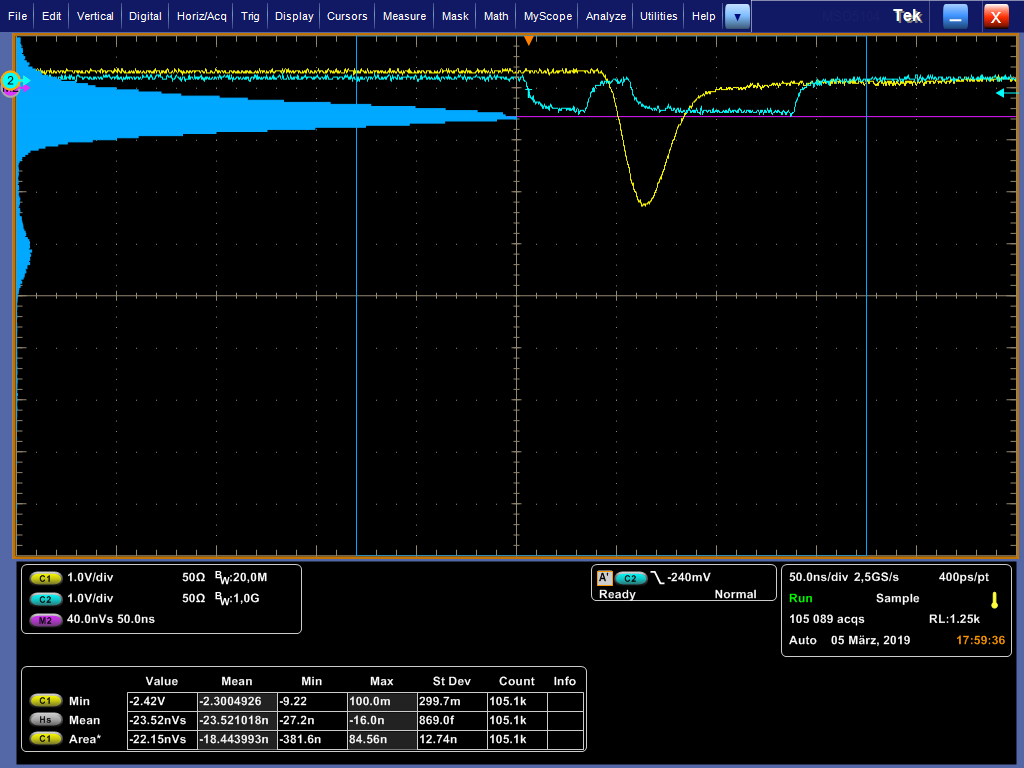 File Edit Vertical Digital Horiz/Acq Trig Display Cursors Measure Mask Math MyScope Analyze Utilities Help Tek X
2
C1 1.0V/div 50Ω BW:20,0M
C2 1.0V/div 50Ω BW:1,0G
M2 40.0nVs 50.0ns
A' C2 -240mV
Ready Normal
50.0ns/div 2,5GS/s 400ps/pt
Run Sample
105 089 acqs RL:1.25k
Auto 05 März, 2019 17:59:36
Value Mean Min Max St Dev Count Info
C1 Min -2.42V -2.3004926 -9.22 100.0m 299.7m 105.1k
Hs Mean -23.52nVs -23.521018n -27.2n -16.0n 869.0f 105.1k
C1 Area* -22.15nVs -18.443993n -381.6n 84.56n 12.74n 105.1k